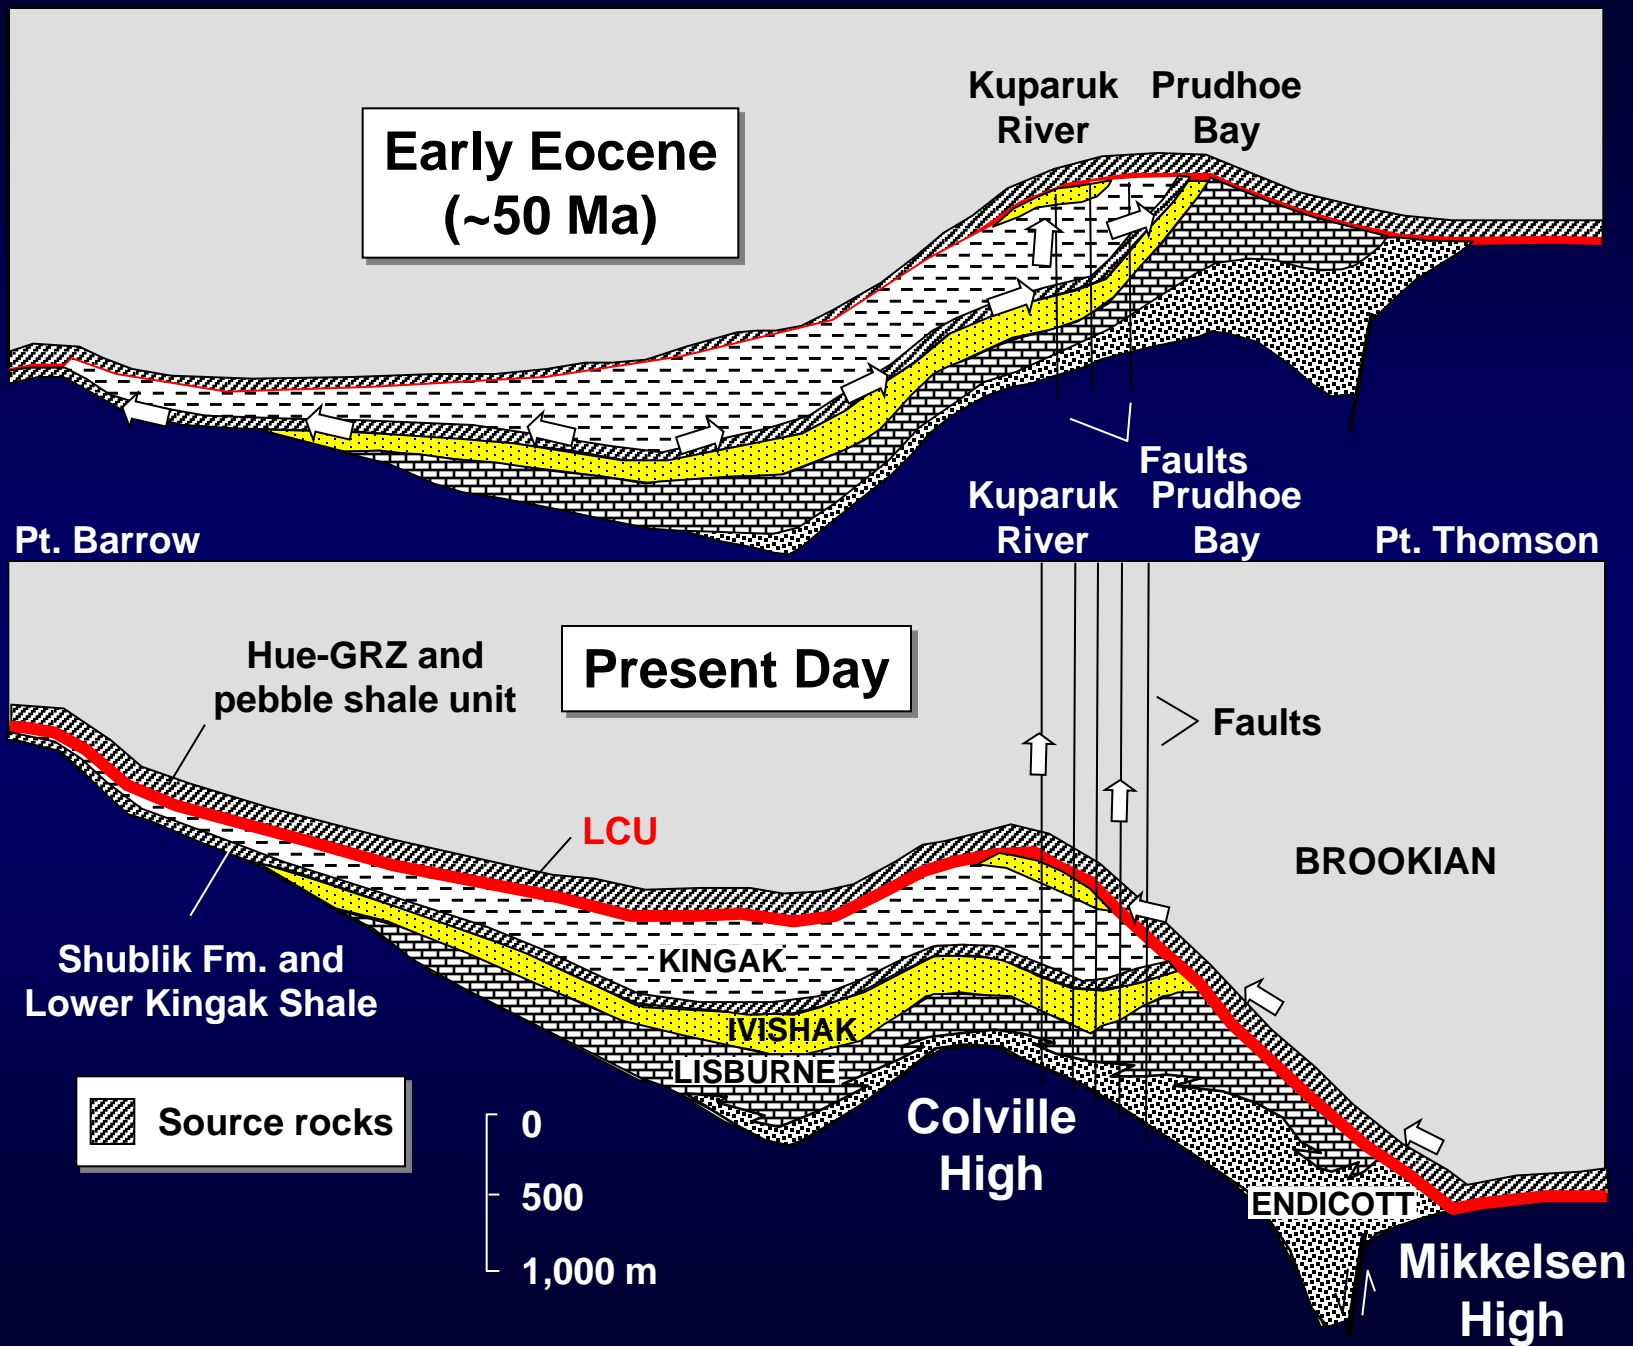 Kuparuk
River
Prudhoe
Bay
Early Eocene
(~50 Ma)
Faults
Kuparuk
River
Prudhoe
Bay
Pt. Barrow
Pt. Thomson
Hue-GRZ and
pebble shale unit
Present Day
Faults
LCU
BROOKIAN
Shublik Fm. and
Lower Kingak Shale
KINGAK
IVISHAK
LISBURNE
Source rocks
0
500
1,000 m
Colville
High
ENDICOTT
Mikkelsen
High